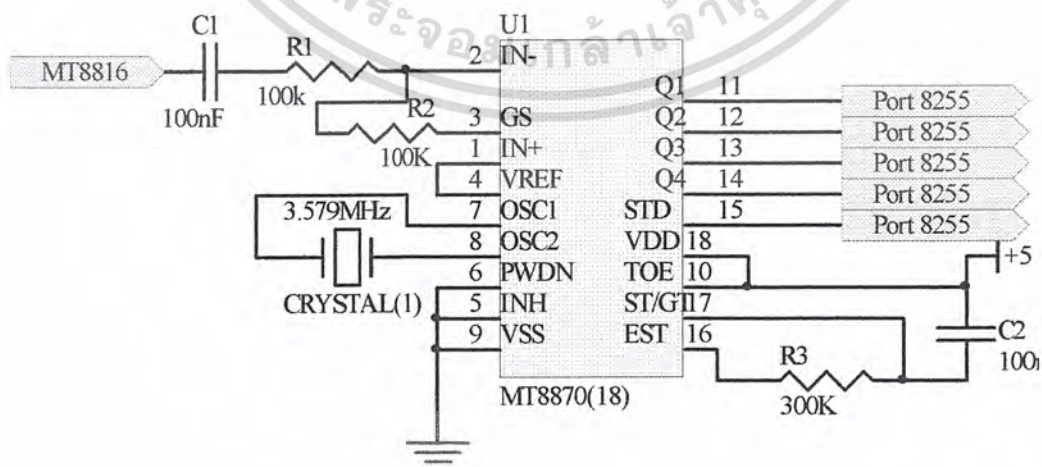 C1
U1
MT8816
R1
2 IN-
100k
100nF
R2
100K
3 GS
1 IN+
4 VREF
3.579MHz
7 OSC1
8 OSC2
6 PWDN
CRYSTAL(1)
5 INH
9 VSS
Q1 11 Port 8255
Q2 12 Port 8255
Q3 13 Port 8255
Q4 14 Port 8255
STD 15 Port 8255
VDD 18
+5
TOE 10
ST/GT 17
EST 16
C2
R3
300K
MT8870(18)